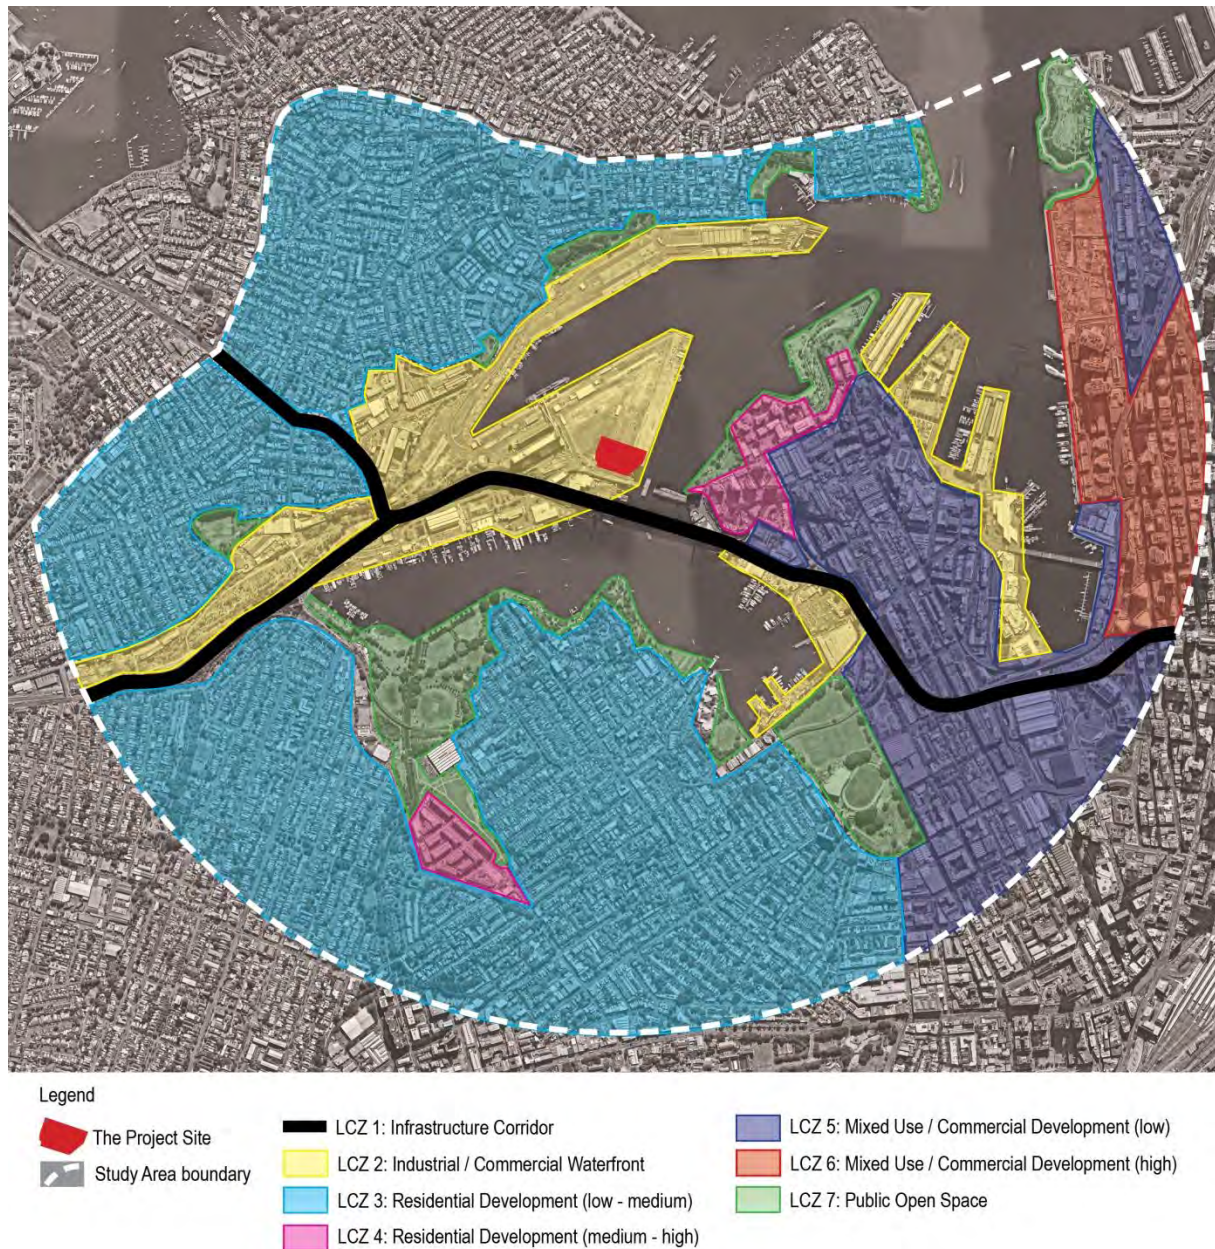 Legend
The Project Site
Study Area boundary
LCZ 1: Infrastructure Corridor
LCZ 2: Industrial / Commercial Waterfront
LCZ 3: Residential Development (low - medium)
LCZ 4: Residential Development (medium - high)
LCZ 5: Mixed Use / Commercial Development (low)
LCZ 6: Mixed Use / Commercial Development (high)
LCZ 7: Public Open Space